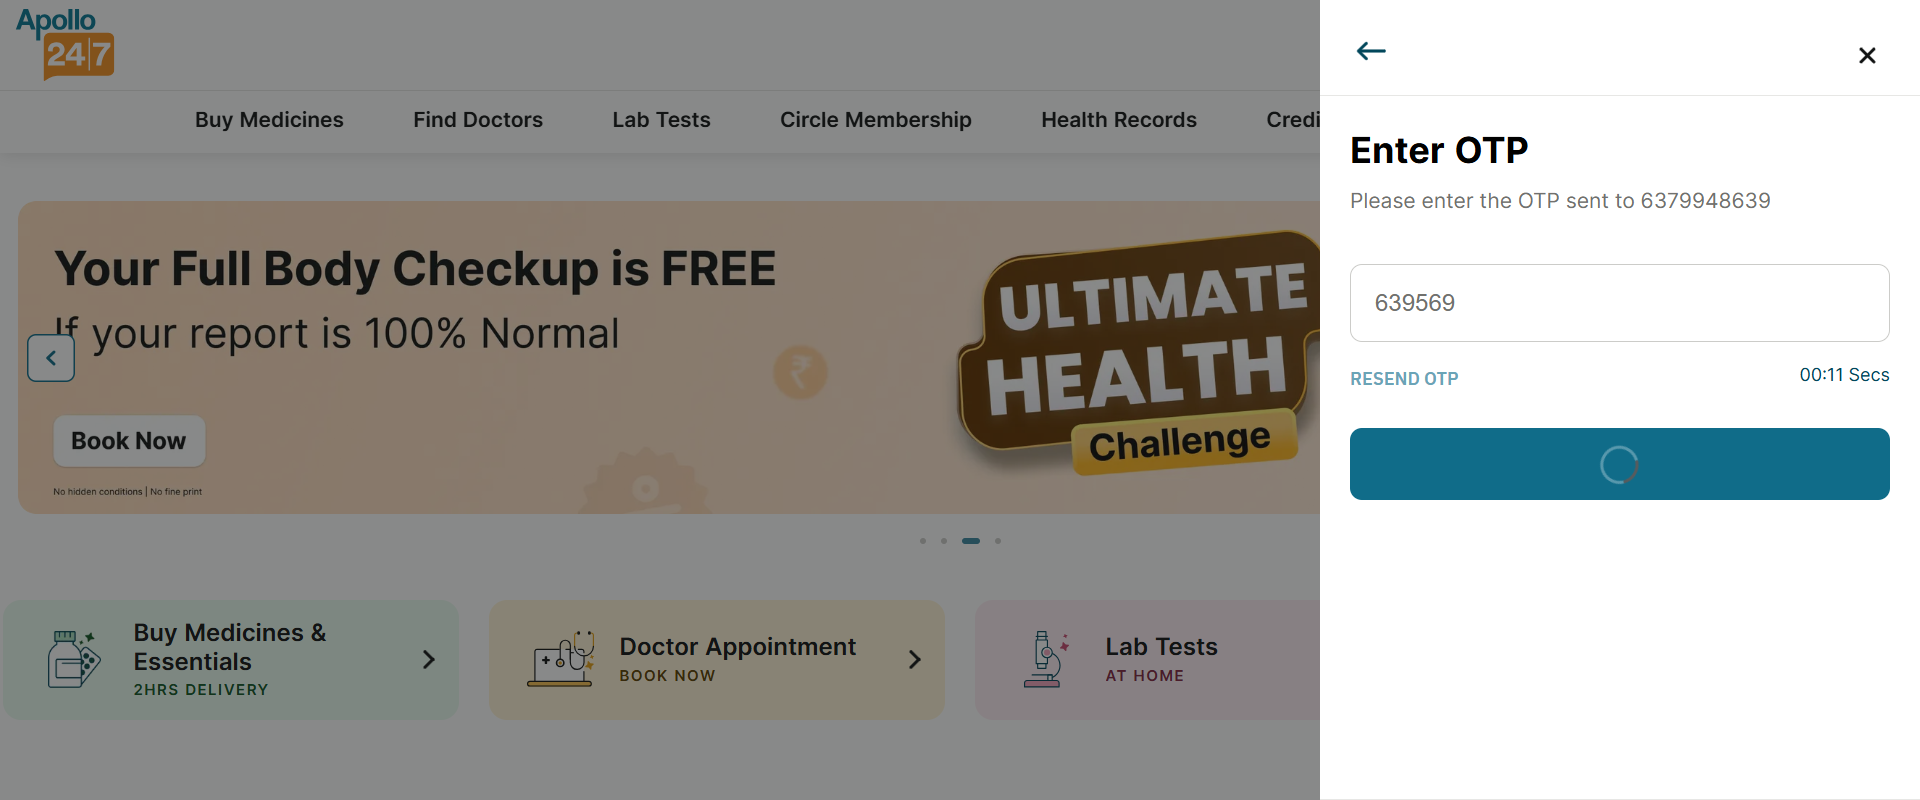 Apollo
24|7
Buy Medicines
Find Doctors
Lab Tests
Circle Membership
Health Records
Credi
Your Full Body Checkup is FREE
If your report is 100% Normal
Book Now
No hidden conditions | No fine print
₹
ULTIMATE
HEALTH
Challenge
Buy Medicines &
Essentials
2HRS DELIVERY
Doctor Appointment
BOOK NOW
Lab Tests
AT HOME
Enter OTP
Please enter the OTP sent to 6379948639
639569
RESEND OTP
00:11 Secs